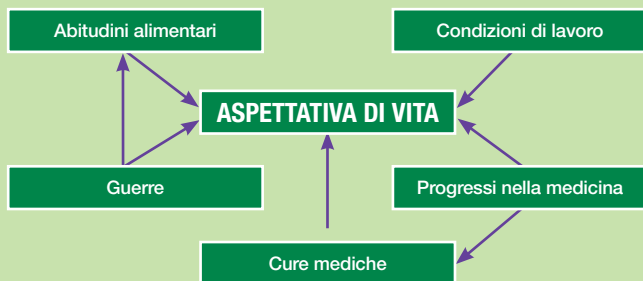 Abitudini alimentari
Condizioni di lavoro
ASPETTATIVA DI VITA
Guerre
Progressi nella medicina
Cure mediche